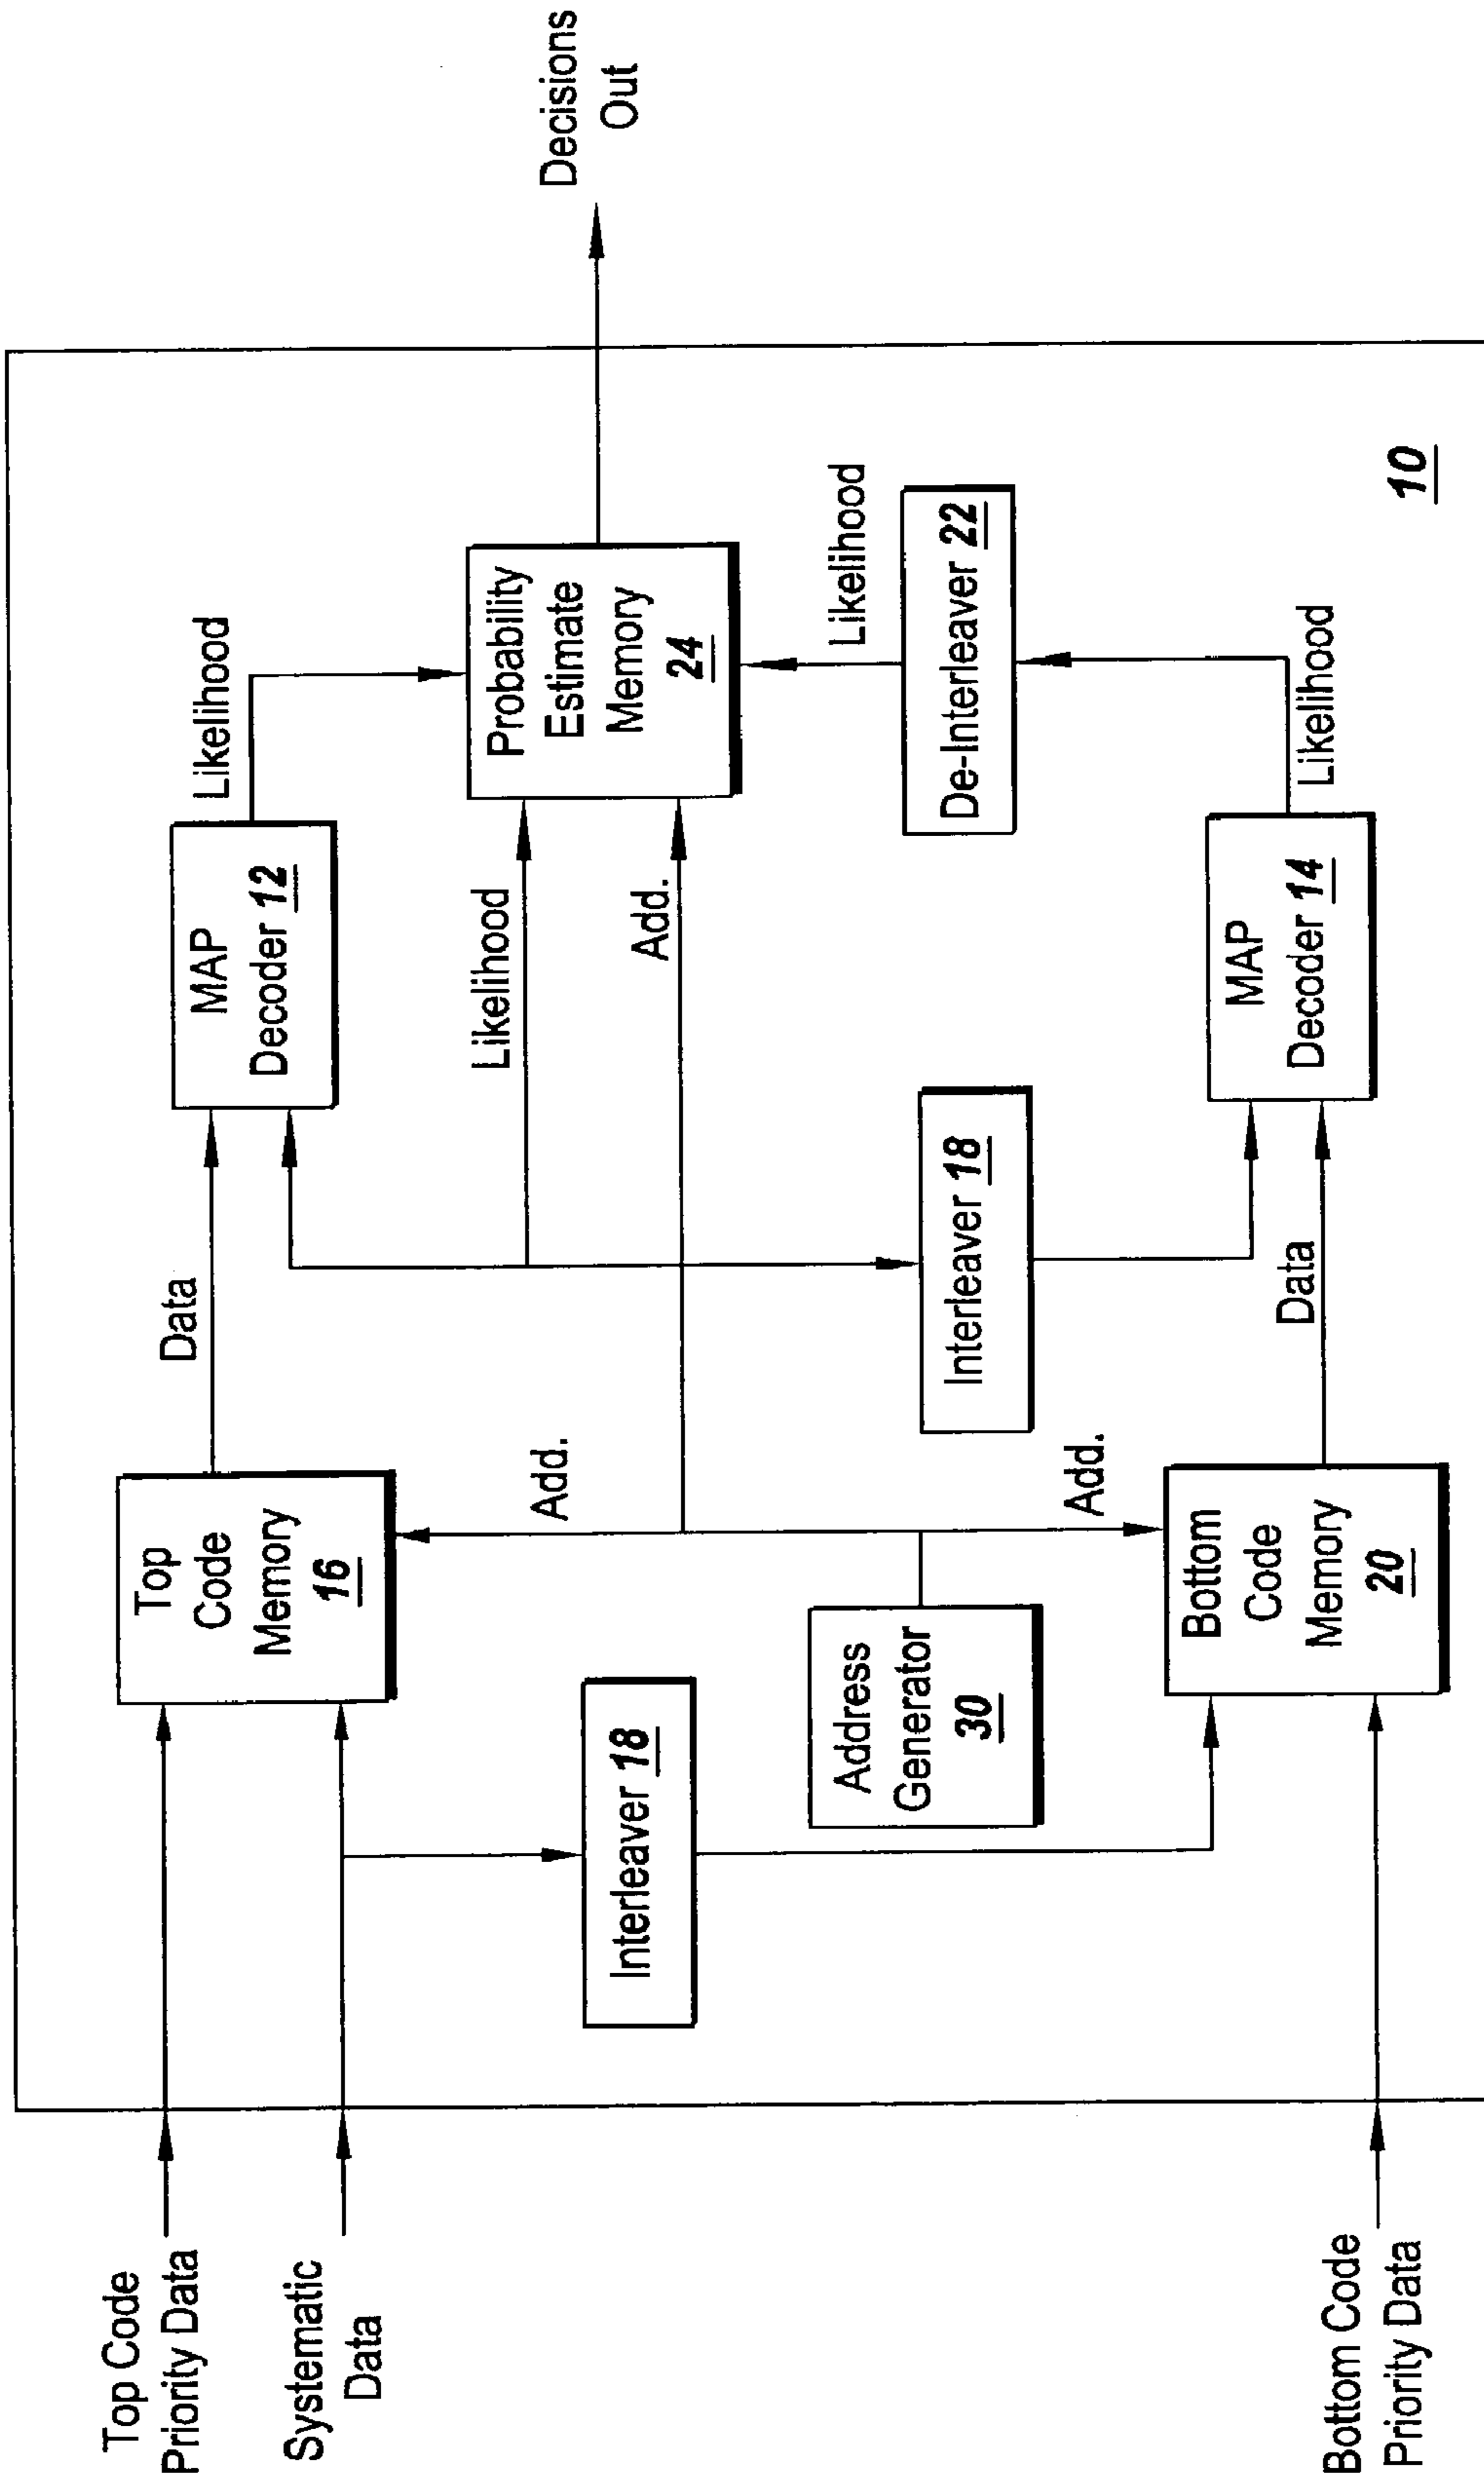 Top Code
Priority Data
Systematic
Data
Bottom Code
Priority Data
Top
Code
Memory
16
Interleaver 18
Address
Generator
30
Bottom
Code
Memory
20
Add.
Add.
Data
Data
Interleaver 18
MAP
Decoder 12
Likelihood
Add.
MAP
Decoder 14
Likelihood
Probability
Estimate
Memory
24
Likelihood
De-Interleaver 22
Likelihood
10
Decisions
Out